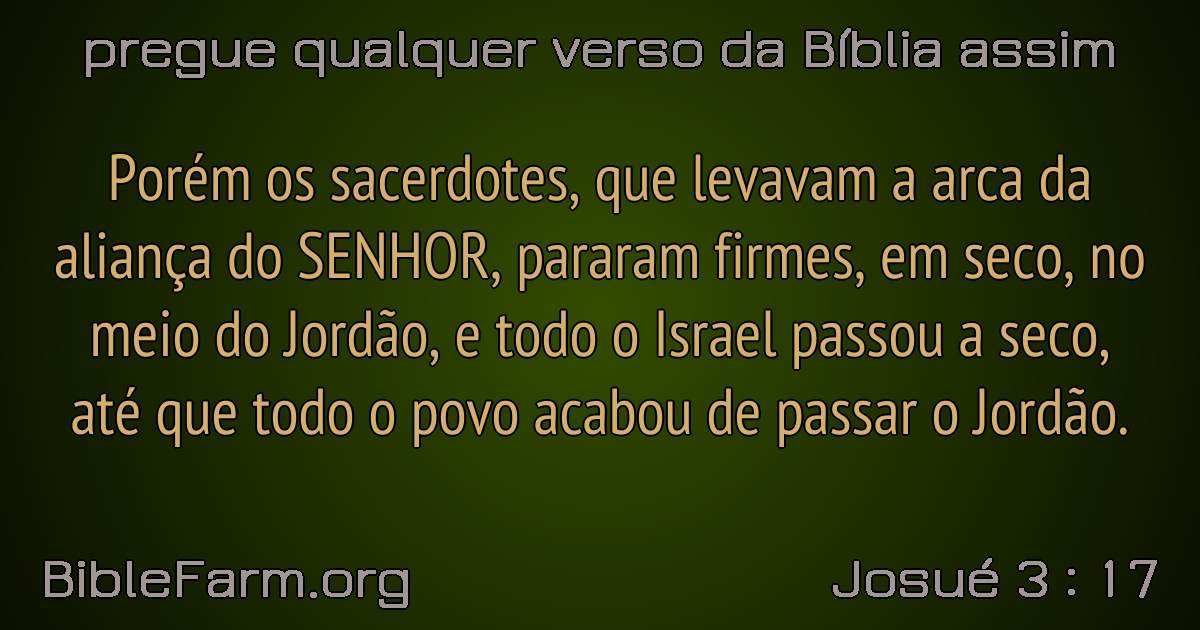 pregue qualquer verso da Bíblia assim
Porém os sacerdotes, que levavam a arca da
aliança do SENHOR, pararam firmes, em seco, no
meio do Jordão, e todo o Israel passou a seco,
até que todo o povo acabou de passar o Jordão.
BibleFarm.org
Josué 3 : 17